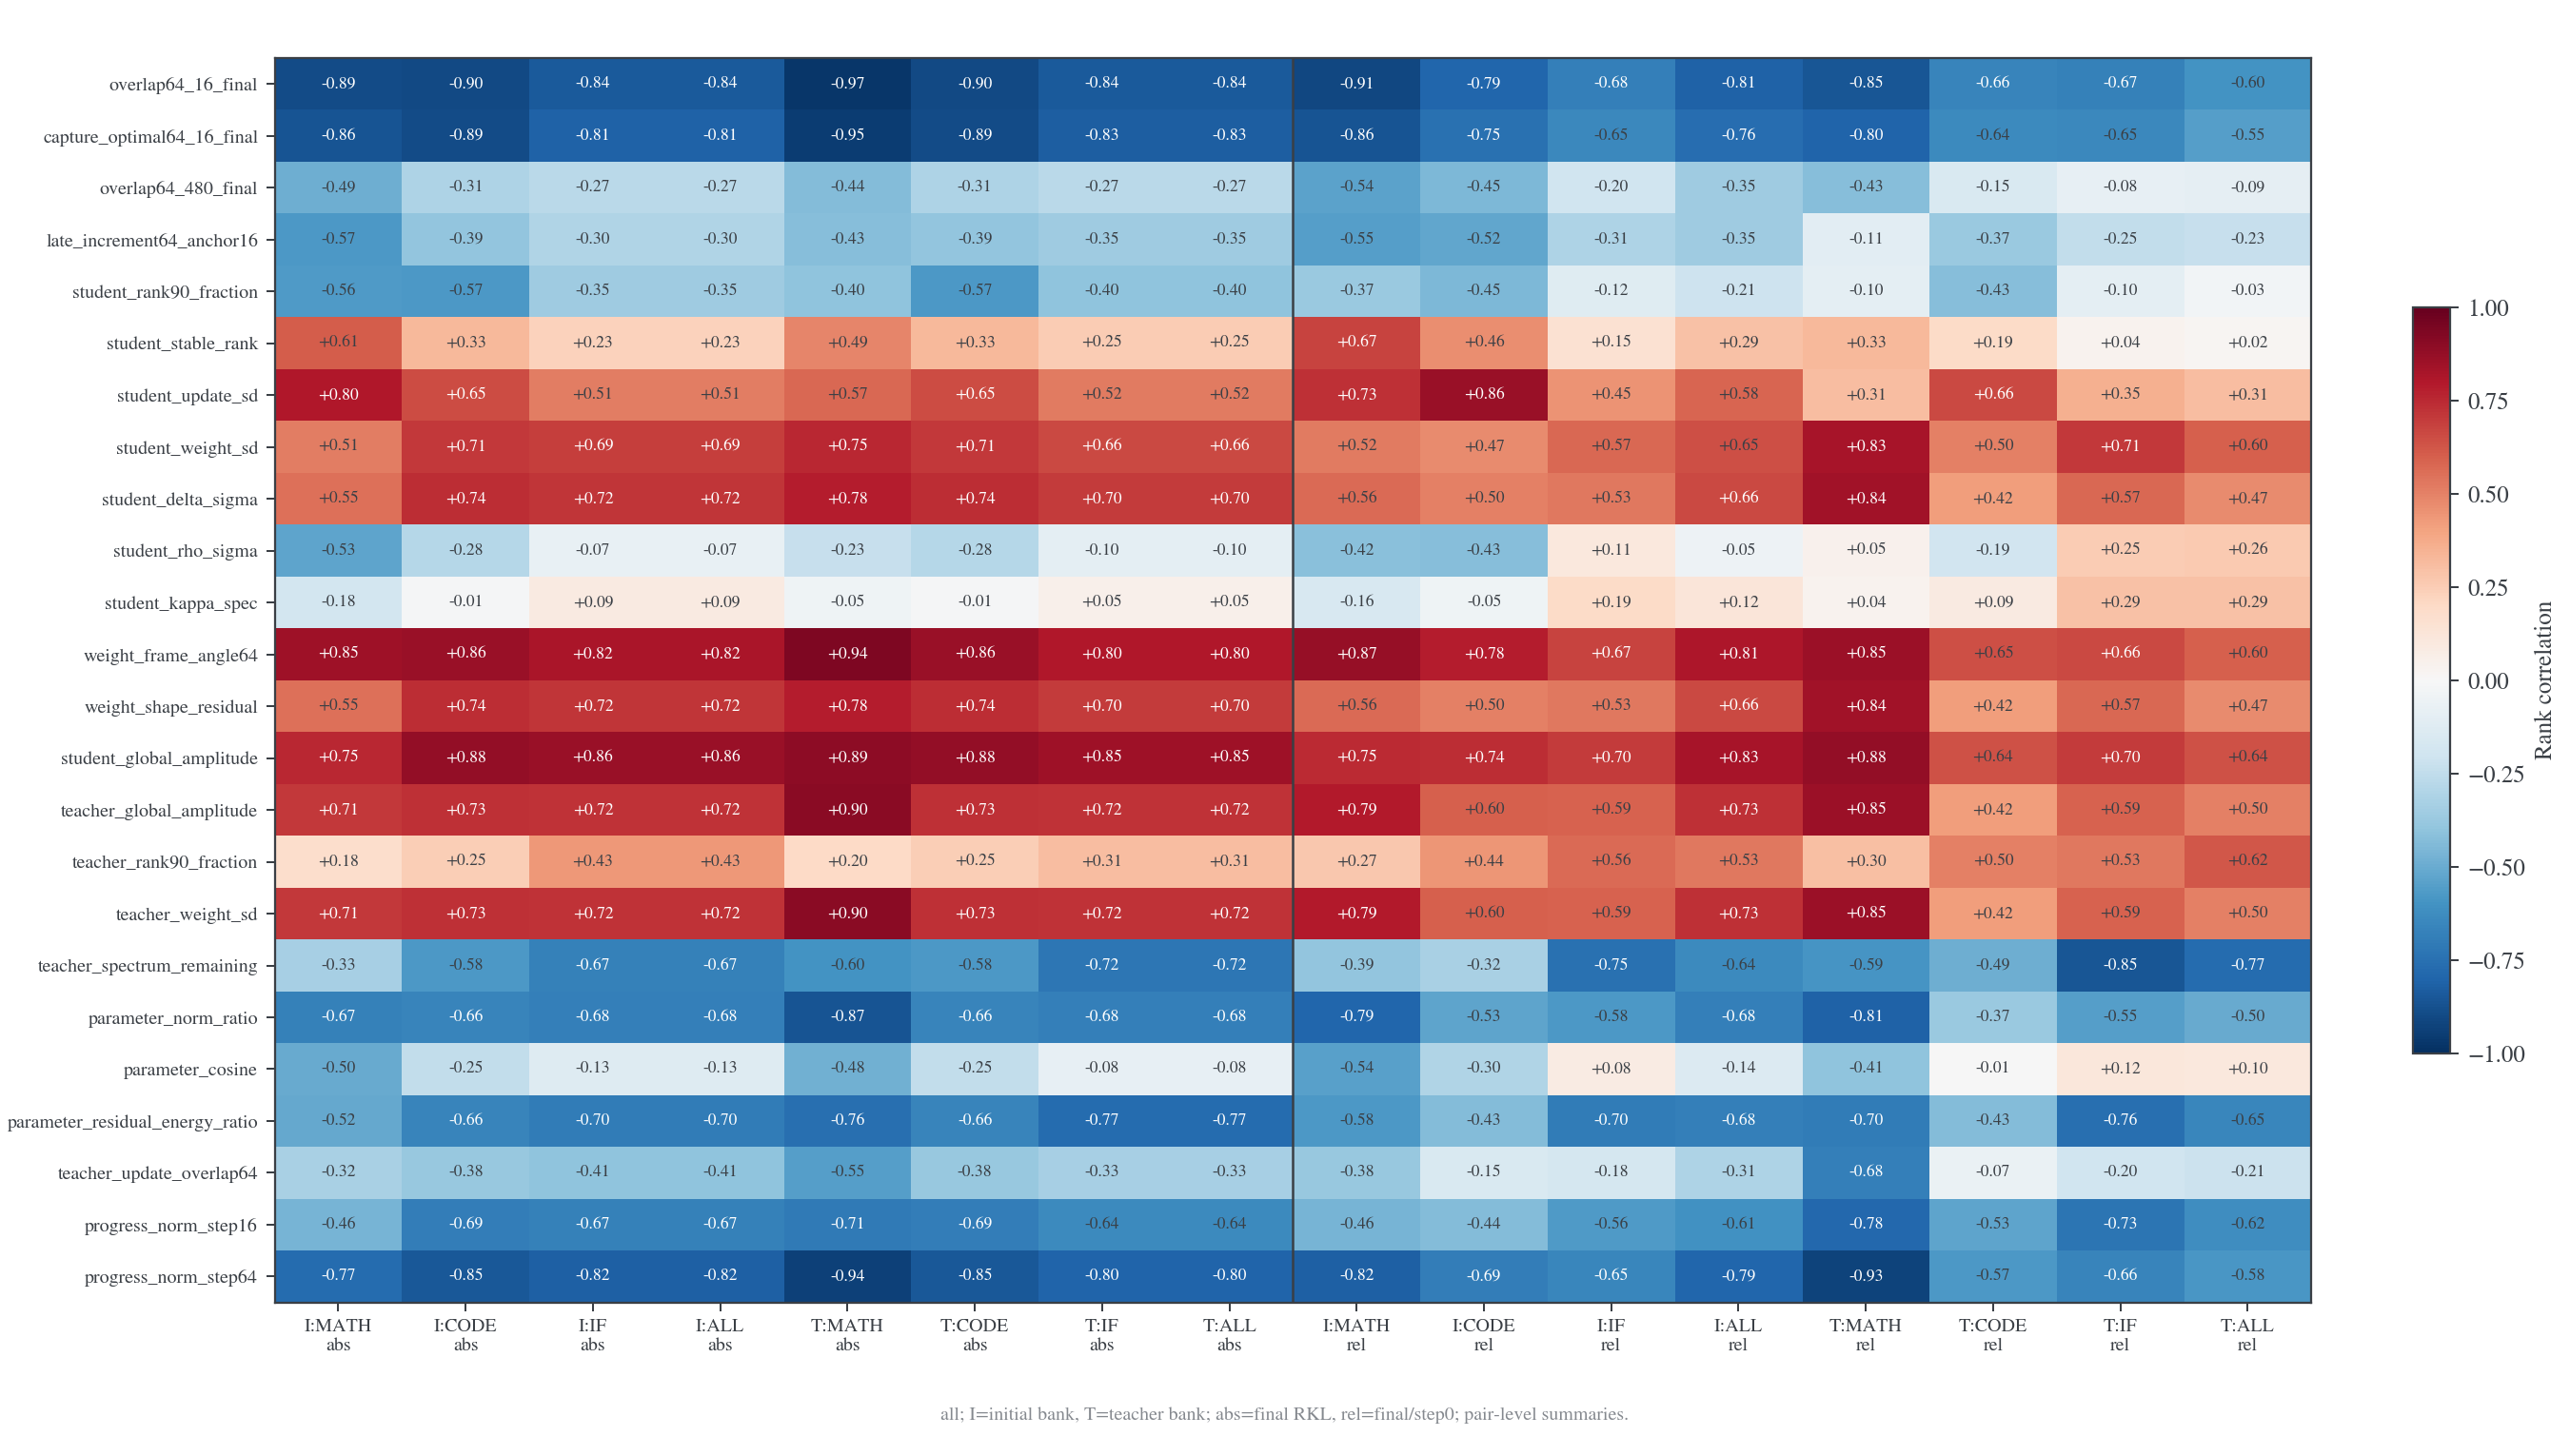 overlap64_16_final -0.89 -0.90 -0.84 -0.84 -0.97 -0.90 -0.84 -0.84 -0.91 -0.79 -0.68 -0.81 -0.85 -0.66 -0.67 -0.60
capture_optimal64_16_final -0.86 -0.89 -0.81 -0.81 -0.95 -0.89 -0.83 -0.83 -0.86 -0.75 -0.65 -0.76 -0.80 -0.64 -0.65 -0.55
overlap64_480_final -0.49 -0.31 -0.27 -0.27 -0.44 -0.31 -0.27 -0.27 -0.54 -0.45 -0.20 -0.35 -0.43 -0.15 -0.08 -0.09
late_increment64_anchor16 -0.57 -0.39 -0.30 -0.30 -0.43 -0.39 -0.35 -0.35 -0.55 -0.52 -0.31 -0.35 -0.11 -0.37 -0.25 -0.23
student_rank90_fraction -0.56 -0.57 -0.35 -0.35 -0.40 -0.57 -0.40 -0.40 -0.37 -0.45 -0.12 -0.21 -0.10 -0.43 -0.10 -0.03
student_stable_rank +0.61 +0.33 +0.23 +0.23 +0.49 +0.33 +0.25 +0.25 +0.67 +0.46 +0.15 +0.29 +0.33 +0.19 +0.04 +0.02
student_update_sd +0.80 +0.65 +0.51 +0.51 +0.57 +0.65 +0.52 +0.52 +0.73 +0.86 +0.45 +0.58 +0.31 +0.66 +0.35 +0.31
student_weight_sd +0.51 +0.71 +0.69 +0.69 +0.75 +0.71 +0.66 +0.66 +0.52 +0.47 +0.57 +0.65 +0.83 +0.50 +0.71 +0.60
student_delta_sigma +0.55 +0.74 +0.72 +0.72 +0.78 +0.74 +0.70 +0.70 +0.56 +0.50 +0.53 +0.66 +0.84 +0.42 +0.57 +0.47
student_rho_sigma -0.53 -0.28 -0.07 -0.07 -0.23 -0.28 -0.10 -0.10 -0.42 -0.43 +0.11 -0.05 +0.05 -0.19 +0.25 +0.26
student_kappa_spec -0.18 -0.01 +0.09 +0.09 -0.05 -0.01 +0.05 +0.05 -0.16 -0.05 +0.19 +0.12 +0.04 +0.09 +0.29 +0.29
weight_frame_angle64 +0.85 +0.86 +0.82 +0.82 +0.94 +0.86 +0.80 +0.80 +0.87 +0.78 +0.67 +0.81 +0.85 +0.65 +0.66 +0.60
weight_shape_residual +0.55 +0.74 +0.72 +0.72 +0.78 +0.74 +0.70 +0.70 +0.56 +0.50 +0.53 +0.66 +0.84 +0.42 +0.57 +0.47
student_global_amplitude +0.75 +0.88 +0.86 +0.86 +0.89 +0.88 +0.85 +0.85 +0.75 +0.74 +0.70 +0.83 +0.88 +0.64 +0.70 +0.64
teacher_global_amplitude +0.71 +0.73 +0.72 +0.72 +0.90 +0.73 +0.72 +0.72 +0.79 +0.60 +0.59 +0.73 +0.85 +0.42 +0.59 +0.50
teacher_rank90_fraction +0.18 +0.25 +0.43 +0.43 +0.20 +0.25 +0.31 +0.31 +0.27 +0.44 +0.56 +0.53 +0.30 +0.50 +0.53 +0.62
teacher_weight_sd +0.71 +0.73 +0.72 +0.72 +0.90 +0.73 +0.72 +0.72 +0.79 +0.60 +0.59 +0.73 +0.85 +0.42 +0.59 +0.50
teacher_spectrum_remaining -0.33 -0.58 -0.67 -0.67 -0.60 -0.58 -0.72 -0.72 -0.39 -0.32 -0.75 -0.64 -0.59 -0.49 -0.85 -0.77
parameter_norm_ratio -0.67 -0.66 -0.68 -0.68 -0.87 -0.66 -0.68 -0.68 -0.79 -0.53 -0.58 -0.68 -0.81 -0.37 -0.55 -0.50
parameter_cosine -0.50 -0.25 -0.13 -0.13 -0.48 -0.25 -0.08 -0.08 -0.54 -0.30 +0.08 -0.14 -0.41 -0.01 +0.12 +0.10
parameter_residual_energy_ratio -0.52 -0.66 -0.70 -0.70 -0.76 -0.66 -0.77 -0.77 -0.58 -0.43 -0.70 -0.68 -0.70 -0.43 -0.76 -0.65
teacher_update_overlap64 -0.32 -0.38 -0.41 -0.41 -0.55 -0.38 -0.33 -0.33 -0.38 -0.15 -0.18 -0.31 -0.68 -0.07 -0.20 -0.21
progress_norm_step16 -0.46 -0.69 -0.67 -0.67 -0.71 -0.69 -0.64 -0.64 -0.46 -0.44 -0.56 -0.61 -0.78 -0.53 -0.73 -0.62
progress_norm_step64 -0.77 -0.85 -0.82 -0.82 -0.94 -0.85 -0.80 -0.80 -0.82 -0.69 -0.65 -0.79 -0.93 -0.57 -0.66 -0.58
I:MATH I:CODE I:IF I:ALL T:MATH T:CODE T:IF T:ALL I:MATH I:CODE I:IF I:ALL T:MATH T:CODE T:IF T:ALL
abs abs abs abs abs abs abs abs rel rel rel rel rel rel rel rel
1.00
0.75
0.50
0.25
0.00
−0.25
−0.50
−0.75
−1.00
Rank correlation
all; I=initial bank, T=teacher bank; abs=final RKL, rel=final/step0; pair-level summaries.